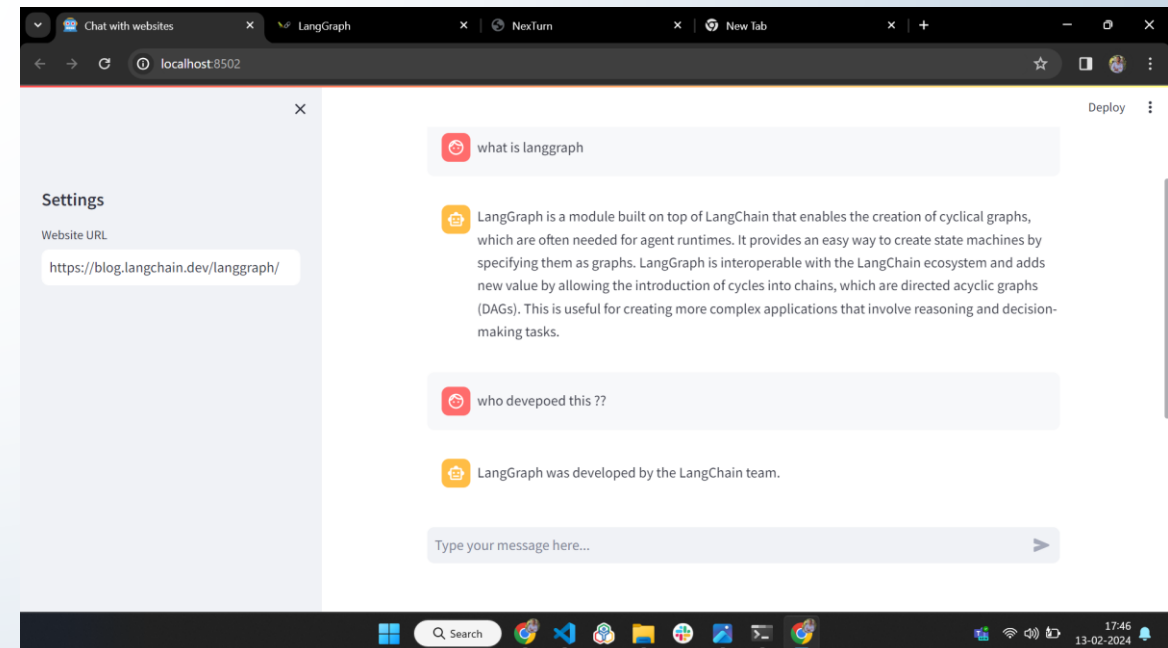 Chat with websites
LangGraph
NexTurn
New Tab
localhost:8502
Deploy
what is langgraph
Settings
Website URL
https://blog.langchain.dev/langgraph/
LangGraph is a module built on top of LangChain that enables the creation of cyclical graphs,
which are often needed for agent runtimes. It provides an easy way to create state machines by
specifying them as graphs. LangGraph is interoperable with the LangChain ecosystem and adds
new value by allowing the introduction of cycles into chains, which are directed acyclic graphs
(DAGs). This is useful for creating more complex applications that involve reasoning and decision-
making tasks.
who devepoed this ??
LangGraph was developed by the LangChain team.
Type your message here...
Search
17:46
13-02-2024